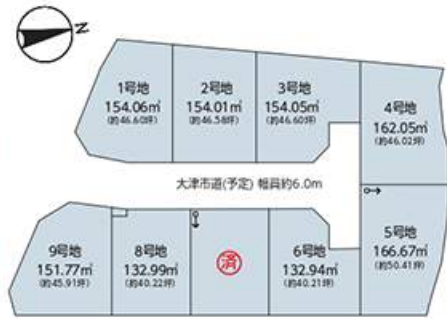 N
1号地
154.06㎡
(約46.60坪)
2号地
154.01㎡
(約46.58坪)
3号地
154.05㎡
(約46.60坪)
4号地
162.05㎡
(約46.02坪)
大津市道(予定) 幅員約6.0m
5号地
166.67㎡
(約50.41坪)
9号地
151.77㎡
(約45.91坪)
8号地
132.99㎡
(約40.22坪)
済
6号地
132.94㎡
(約40.21坪)